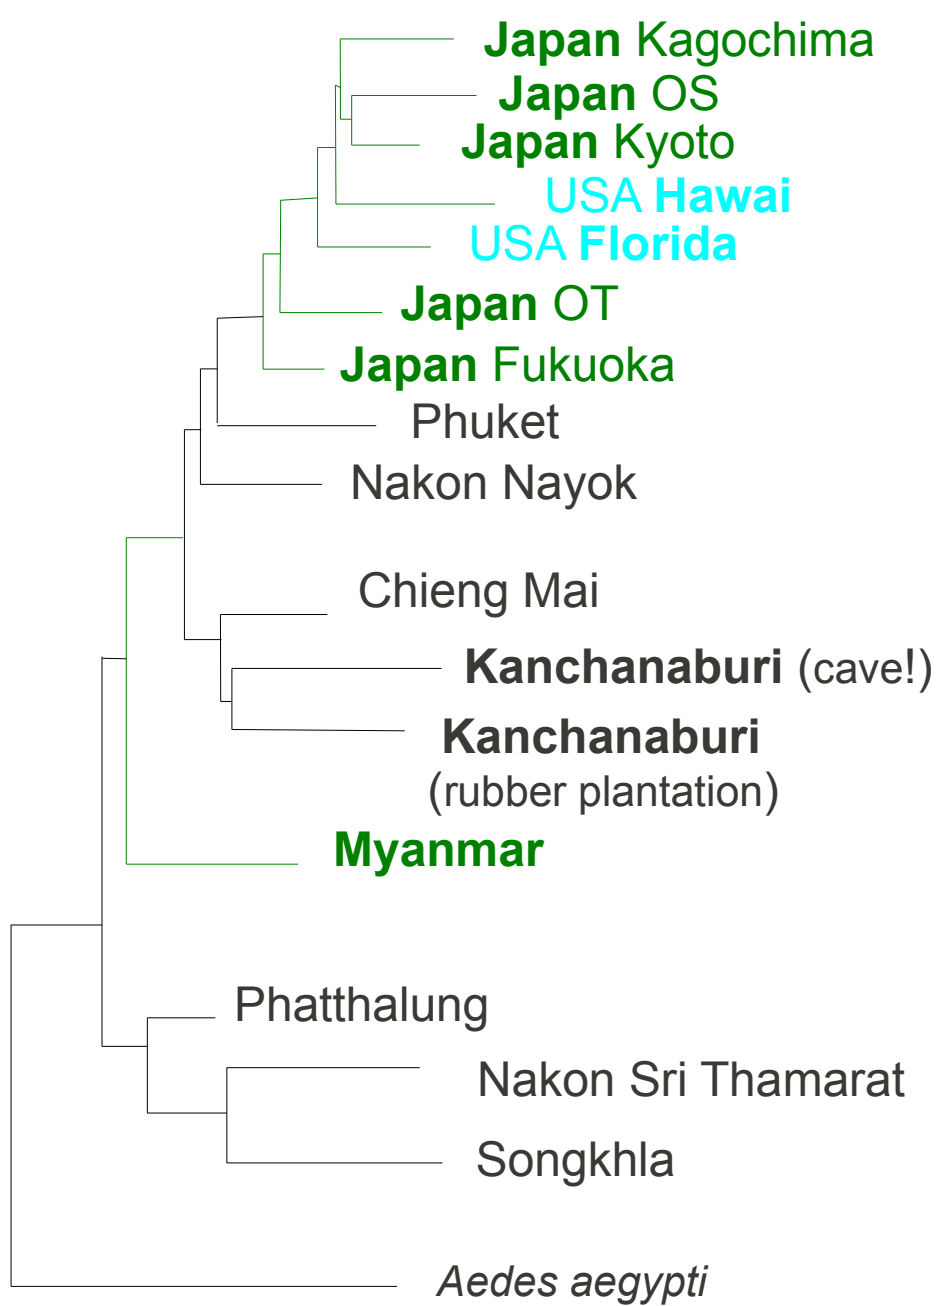 Japan Kagochima
Japan OS
Japan Kyoto
USA Hawai
USA Florida
Japan OT
Japan Fukuoka
Phuket
Nakon Nayok
Chieng Mai
Kanchanaburi (cave!)
Kanchanaburi
(rubber plantation)
Myanmar
Phatthalung
Nakon Sri Thamarat
Songkhla
Aedes aegypti